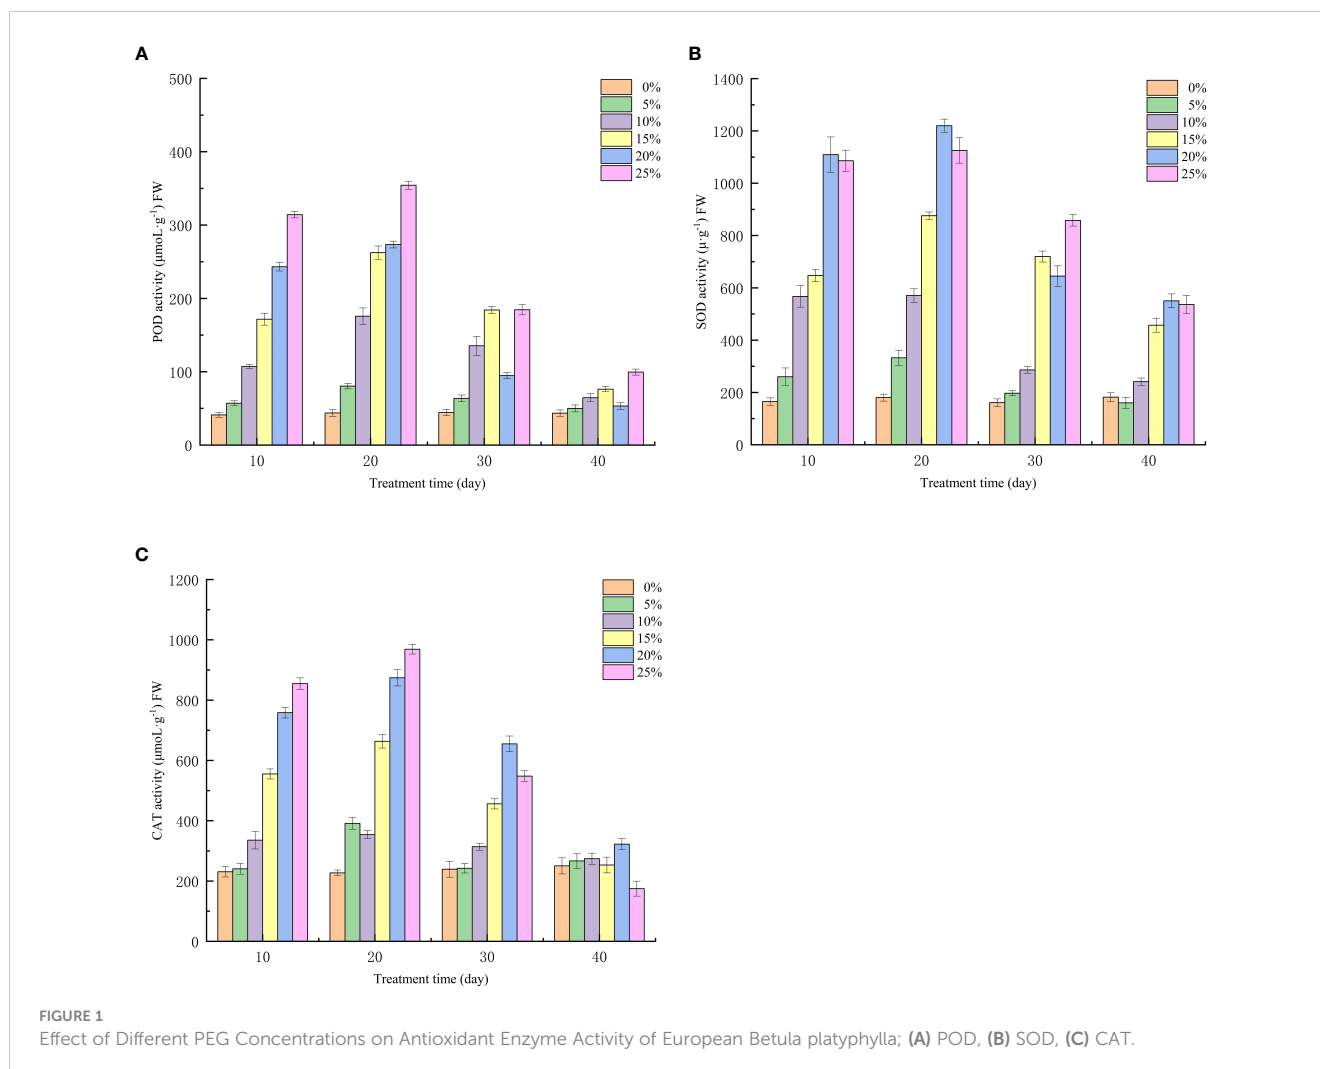 A
500
400
300
200
100
0
POD activity (μmoL·g⁻¹) FW
0%
5%
10%
15%
20%
25%
10 20 30 40
Treatment time (day)
B
1400
1200
1000
800
600
400
200
0
SOD activity (μ·g⁻¹) FW
0%
5%
10%
15%
20%
25%
10 20 30 40
Treatment time (day)
C
1200
1000
800
600
400
200
0
CAT activity (μmoL·g⁻¹) FW
0%
5%
10%
15%
20%
25%
10 20 30 40
Treatment time (day)
FIGURE 1
Effect of Different PEG Concentrations on Antioxidant Enzyme Activity of European Betula platyphylla; (A) POD, (B) SOD, (C) CAT.